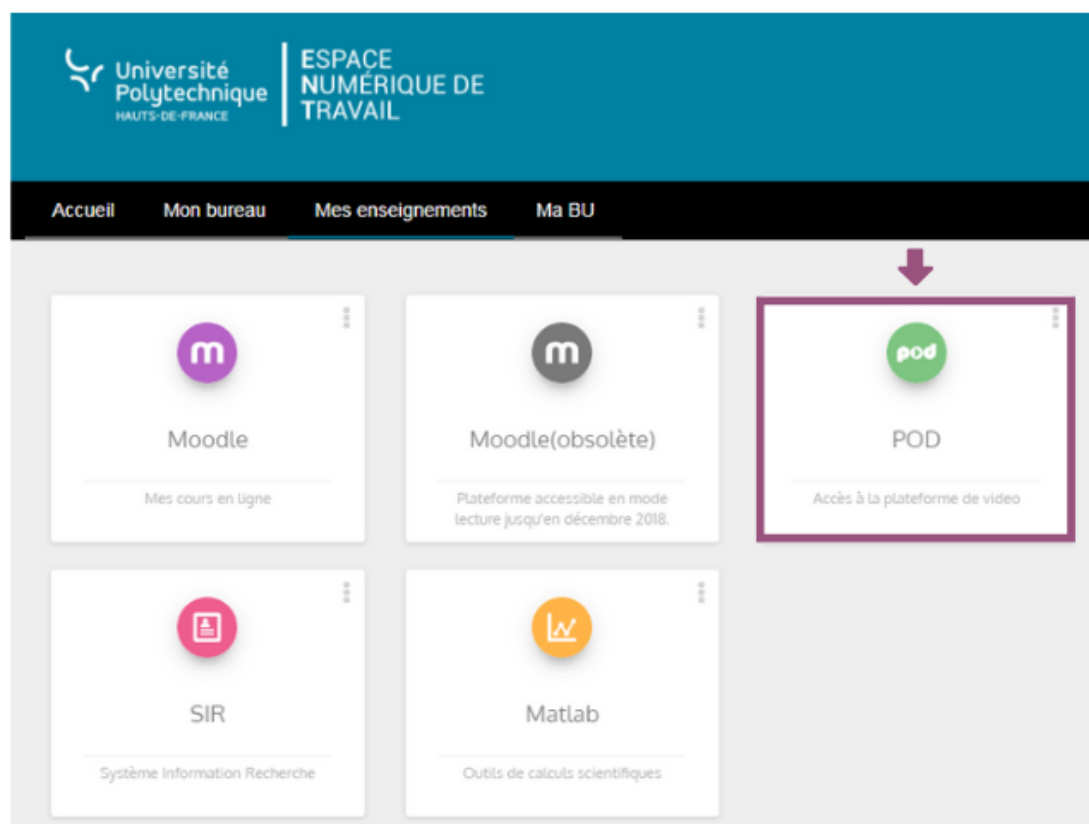 Université
Polytechnique
HAUTS-DE-FRANCE
ESPACE
NUMÉRIQUE DE
TRAVAIL
Accueil Mon bureau Mes enseignements Ma BU
m
Moodle
Mes cours en ligne
m
Moodle(obsolète)
Plateforme accessible en mode
lecture jusqu'en décembre 2018.
pod
POD
Accès à la plateforme de video
SIR
Système Information Recherche
Matlab
Outils de calculs scientifiques